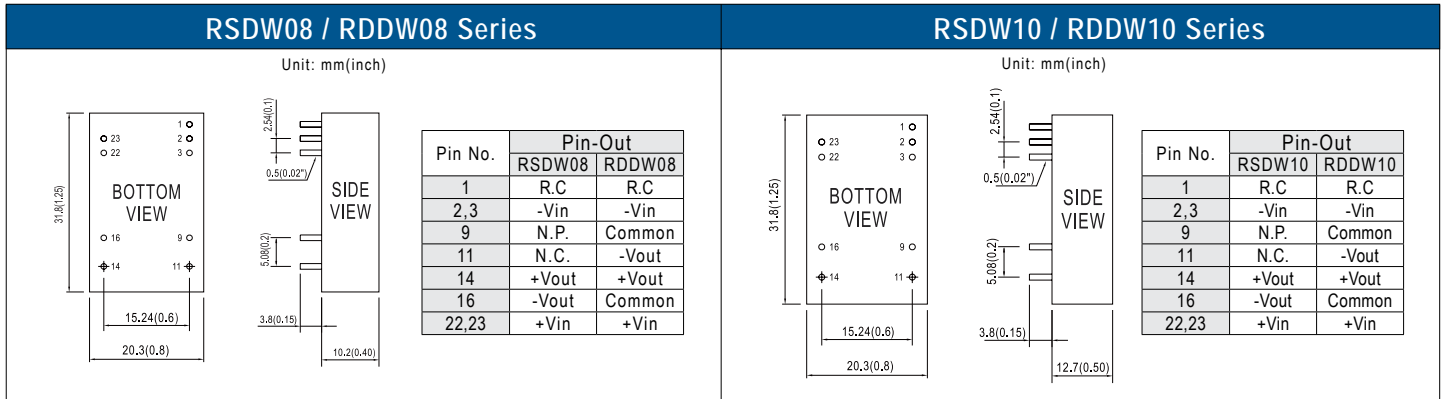 RSDW08 / RDDW08 Series
Unit: mm(inch)
31.8(1.25)
1
23
2
22
3
BOTTOM
VIEW
16
9
14
11
15.24(0.6)
20.3(0.8)
2.54(0.1)
0.5(0.02")
SIDE
VIEW
5.08(0.2)
3.8(0.15)
10.2(0.40)
Pin No. Pin-Out
RSDW08 RDDW08
1 R.C R.C
2,3 -Vin -Vin
9 N.P. Common
11 N.C. -Vout
14 +Vout +Vout
16 -Vout Common
22,23 +Vin +Vin
RSDW10 / RDDW10 Series
Unit: mm(inch)
31.8(1.25)
1
23
2
22
3
BOTTOM
VIEW
16
9
14
11
15.24(0.6)
20.3(0.8)
2.54(0.1)
0.5(0.02")
SIDE
VIEW
5.08(0.2)
3.8(0.15)
12.7(0.50)
Pin No. Pin-Out
RSDW10 RDDW10
1 R.C R.C
2,3 -Vin -Vin
9 N.P. Common
11 N.C. -Vout
14 +Vout +Vout
16 -Vout Common
22,23 +Vin +Vin